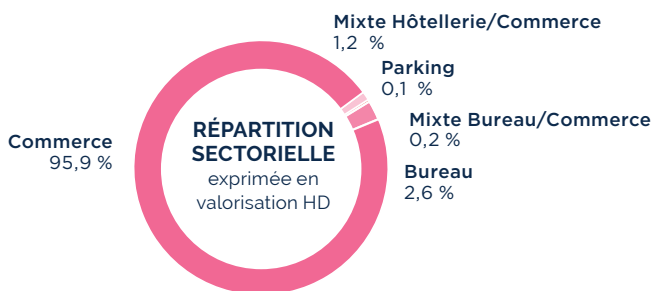 Mixte Hôtellerie/Commerce
1,2 %
Parking
0,1 %
Mixte Bureau/Commerce
0,2 %
Bureau
2,6 %
Commerce
95,9 %
RÉPARTITION
SECTORIELLE
exprimée en
valorisation HD